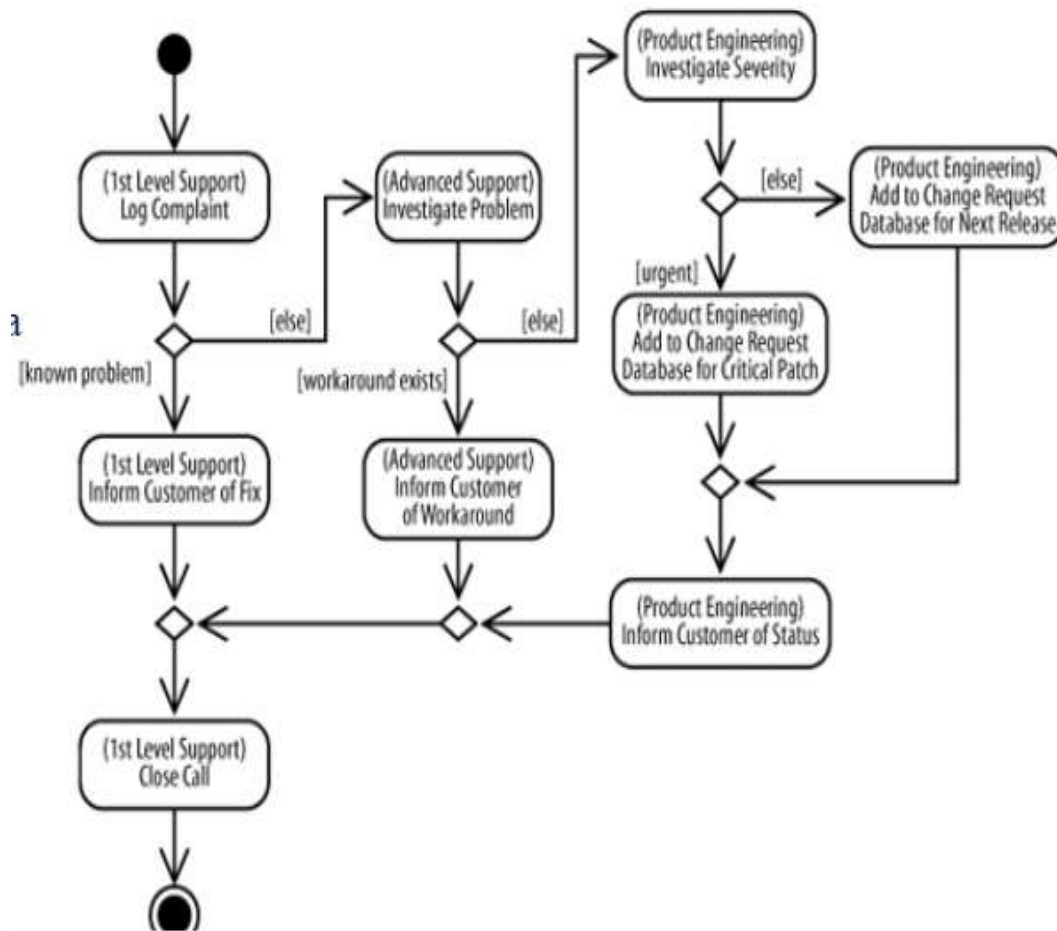 (Product Engineering)
Investigate Severity
(1st Level Support)
Log Complaint
(Advanced Support)
Investigate Problem
[else]
(Product Engineering)
Add to Change Request
Database for Next Release
[urgent]
(Product Engineering)
Add to Change Request
Database for Critical Patch
a
[else]
[else]
[known problem]
[workaround exists]
(1st Level Support)
Inform Customer of Fix
(Advanced Support)
Inform Customer
of Workaround
(Product Engineering)
Inform Customer of Status
(1st Level Support)
Close Call